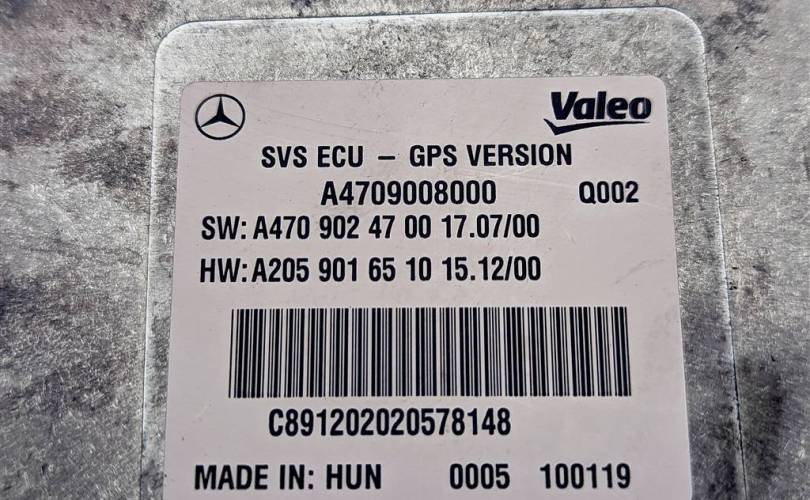 Valeo
SVS ECU – GPS VERSION
A4709008000 Q002
SW: A470 902 47 00 17.07/00
HW: A205 901 65 10 15.12/00
C891202020578148
MADE IN: HUN 0005 100119